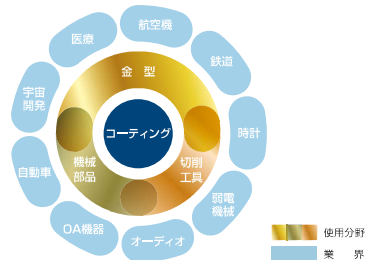 航空機
医療
鉄道
金 型
宇宙
開発
コーティング
時計
機械
部品
切削
工具
自動車
弱電
機械
OA機器
オーディオ
使用分野
業 界